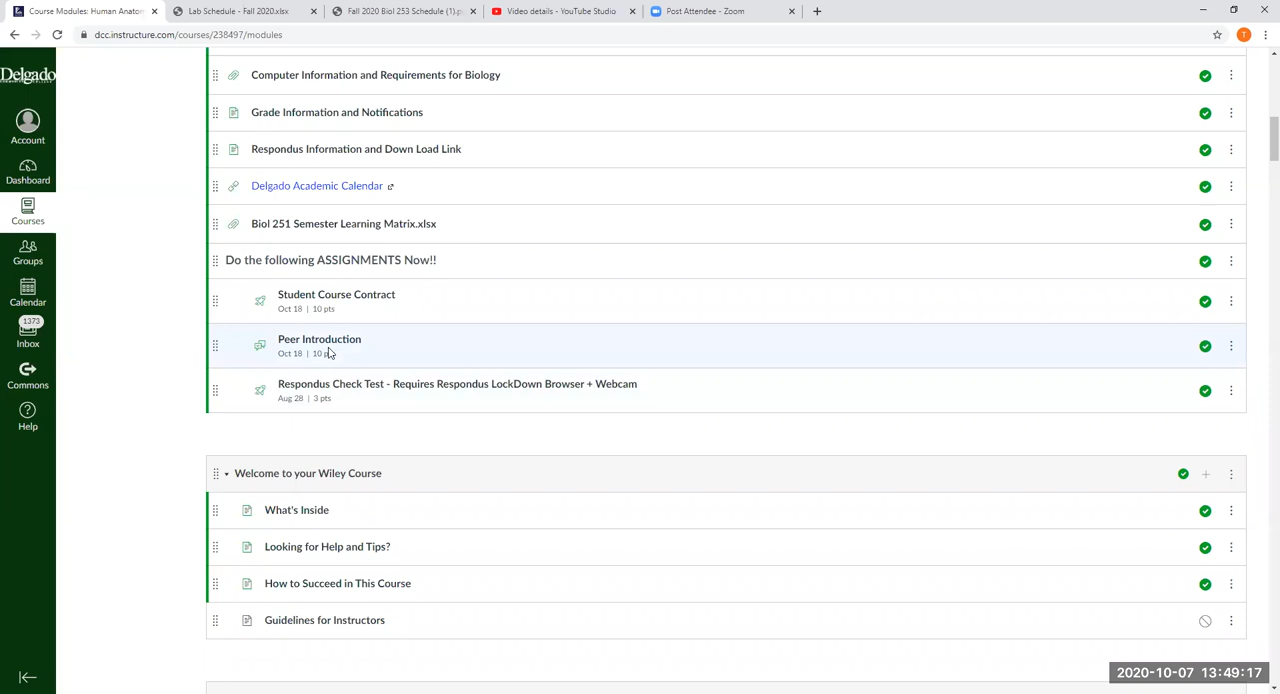 Course Modules: Human Anator
Lab Schedule - Fall 2020.xlsx
Fall 2020 Biol 253 Schedule (1).p
Video details - YouTube Studio
Post Attendee - Zoom
dcc.instructure.com/courses/238497/modules
T
Delgado
Account
Dashboard
Courses
Groups
Calendar
1373
Inbox
Commons
Help
Computer Information and Requirements for Biology
Grade Information and Notifications
Respondus Information and Down Load Link
Delgado Academic Calendar
Biol 251 Semester Learning Matrix.xlsx
Do the following ASSIGNMENTS Now!!
Student Course Contract
Oct 18 | 10 pts
Peer Introduction
Oct 18 | 10 pts
Respondus Check Test - Requires Respondus LockDown Browser + Webcam
Aug 28 | 3 pts
Welcome to your Wiley Course
What's Inside
Looking for Help and Tips?
How to Succeed in This Course
Guidelines for Instructors
2020-10-07 13:49:17